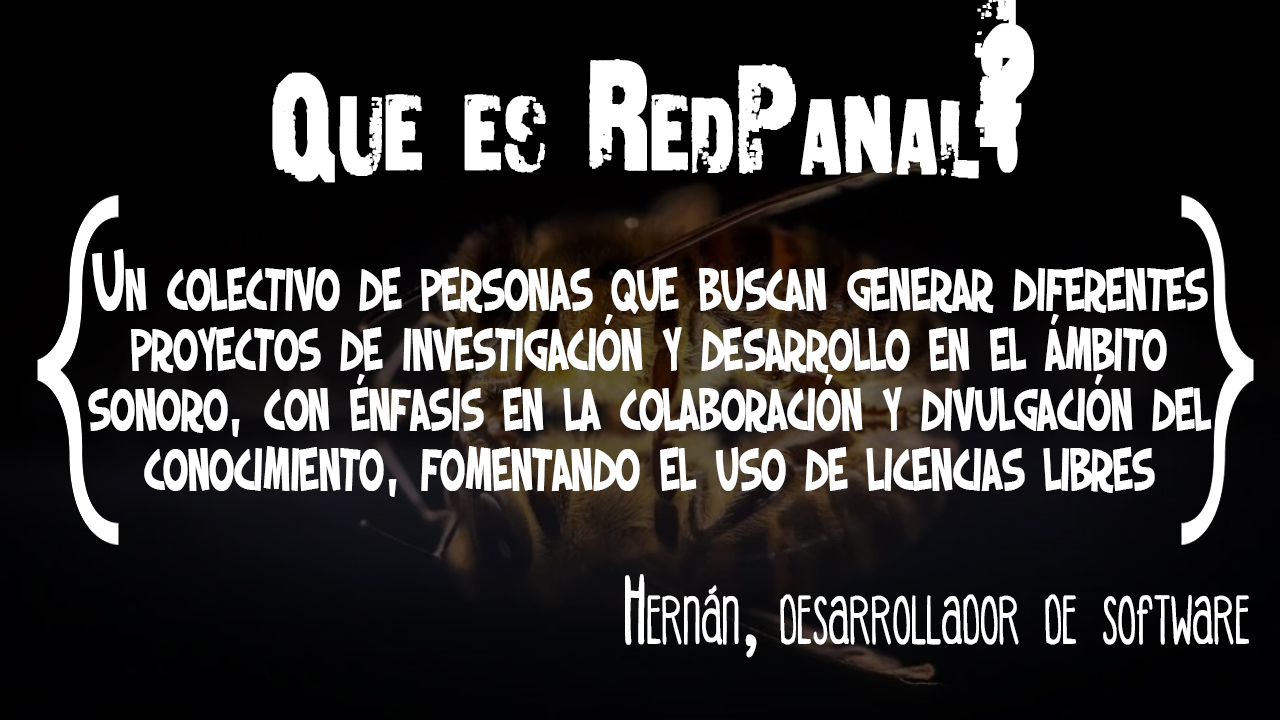 Que es RedPanal?
{Un colectivo de personas que buscan generar diferentes
proyectos de investigación y desarrollo en el ámbito
sonoro, con énfasis en la colaboración y divulgación del
conocimiento, fomentando el uso de licencias libres}
Hernán, desarrollador de software